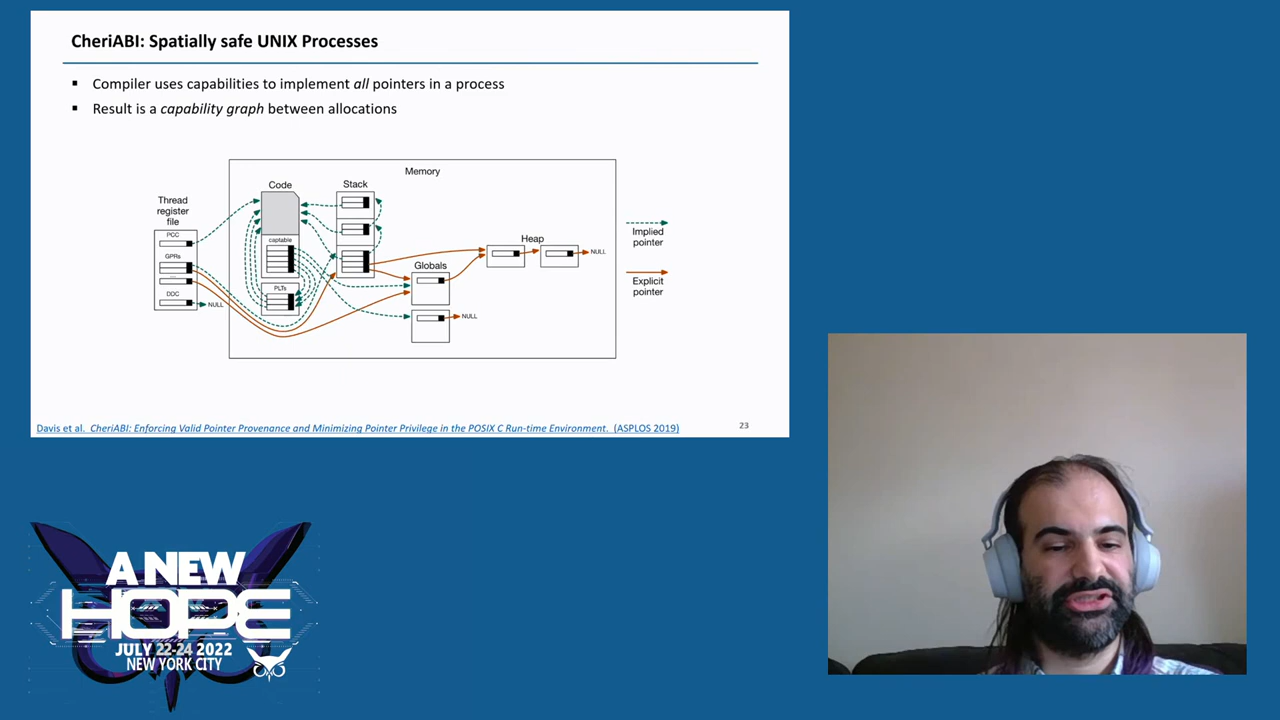 CheriABI: Spatially safe UNIX Processes
Compiler uses capabilities to implement all pointers in a process
Result is a capability graph between allocations
Memory
Code
Stack
Thread
register
file
PCC
captable
Heap
NULL
Implied
pointer
GPRs
Globals
...
PLTs
Explicit
pointer
DDC
NULL
NULL
Davis et al. CheriABI: Enforcing Valid Pointer Provenance and Minimizing Pointer Privilege in the POSIX C Run-time Environment. (ASPLOS 2019)
23
A NEW
HOPE
JULY 22-24 2022
NEW YORK CITY